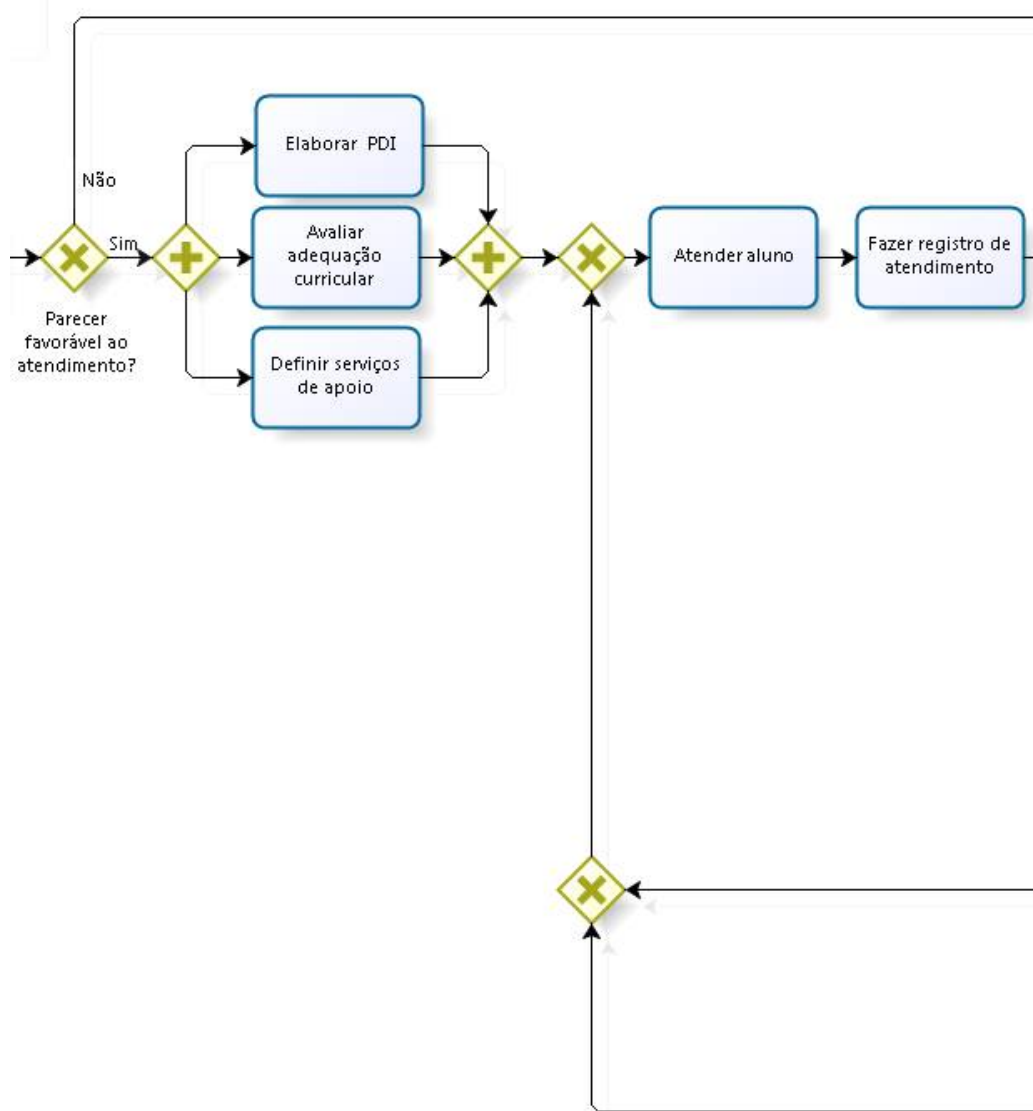 Não
Sim
Parecer
favorável ao
atendimento?
Elaborar PDI
Avaliar
adequação
curricular
Definir serviços
de apoio
Atender aluno
Fazer registro de
atendimento